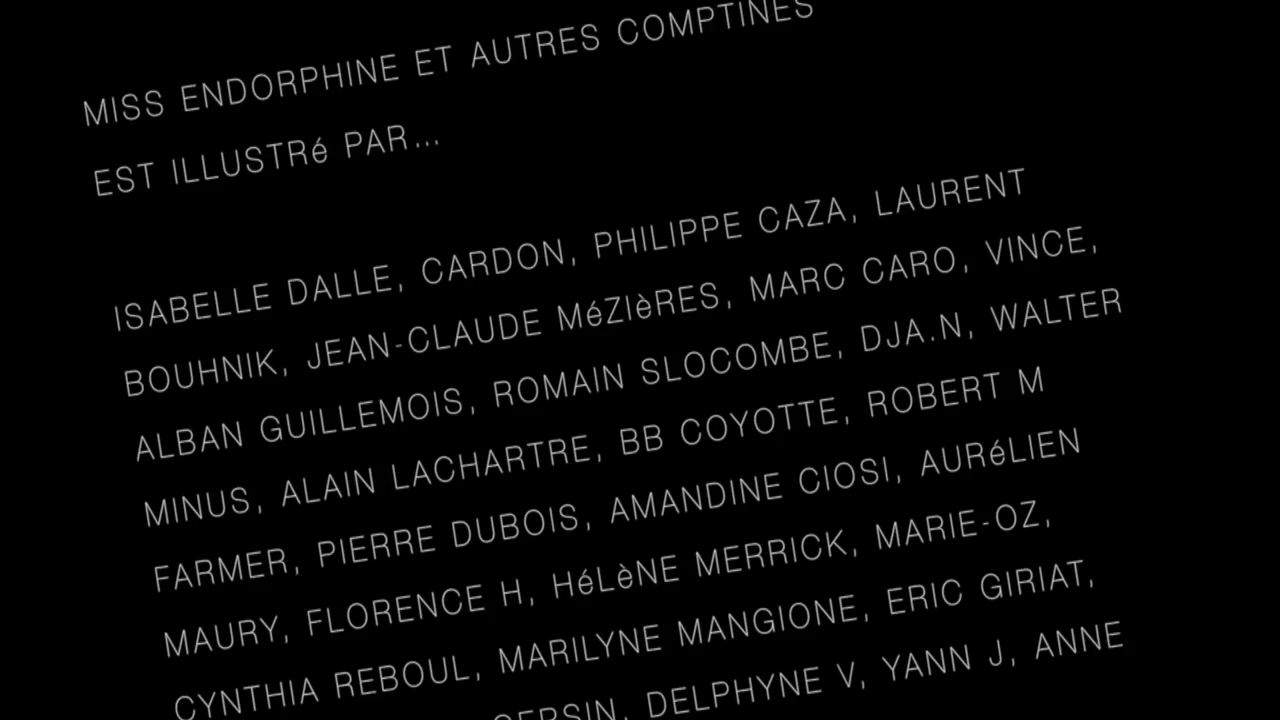 MISS ENDORPHINE ET AUTRES COMPTINES
EST ILLUSTRé PAR...
ISABELLE DALLE, CARDON, PHILIPPE CAZA, LAURENT
BOUHNIK, JEAN-CLAUDE MéZIèRES, MARC CARO, VINCE,
ALBAN GUILLEMOIS, ROMAIN SLOCOMBE, DJA.N, WALTER
MINUS, ALAIN LACHARTRE, BB COYOTTE, ROBERT M
FARMER, PIERRE DUBOIS, AMANDINE CIOSI, AURéLIEN
MAURY, FLORENCE H, HéLèNE MERRICK, MARIE-OZ,
CYNTHIA REBOUL, MARILYNE MANGIONE, ERIC GIRIAT,
DELPHYNE V, YANN J, ANNE